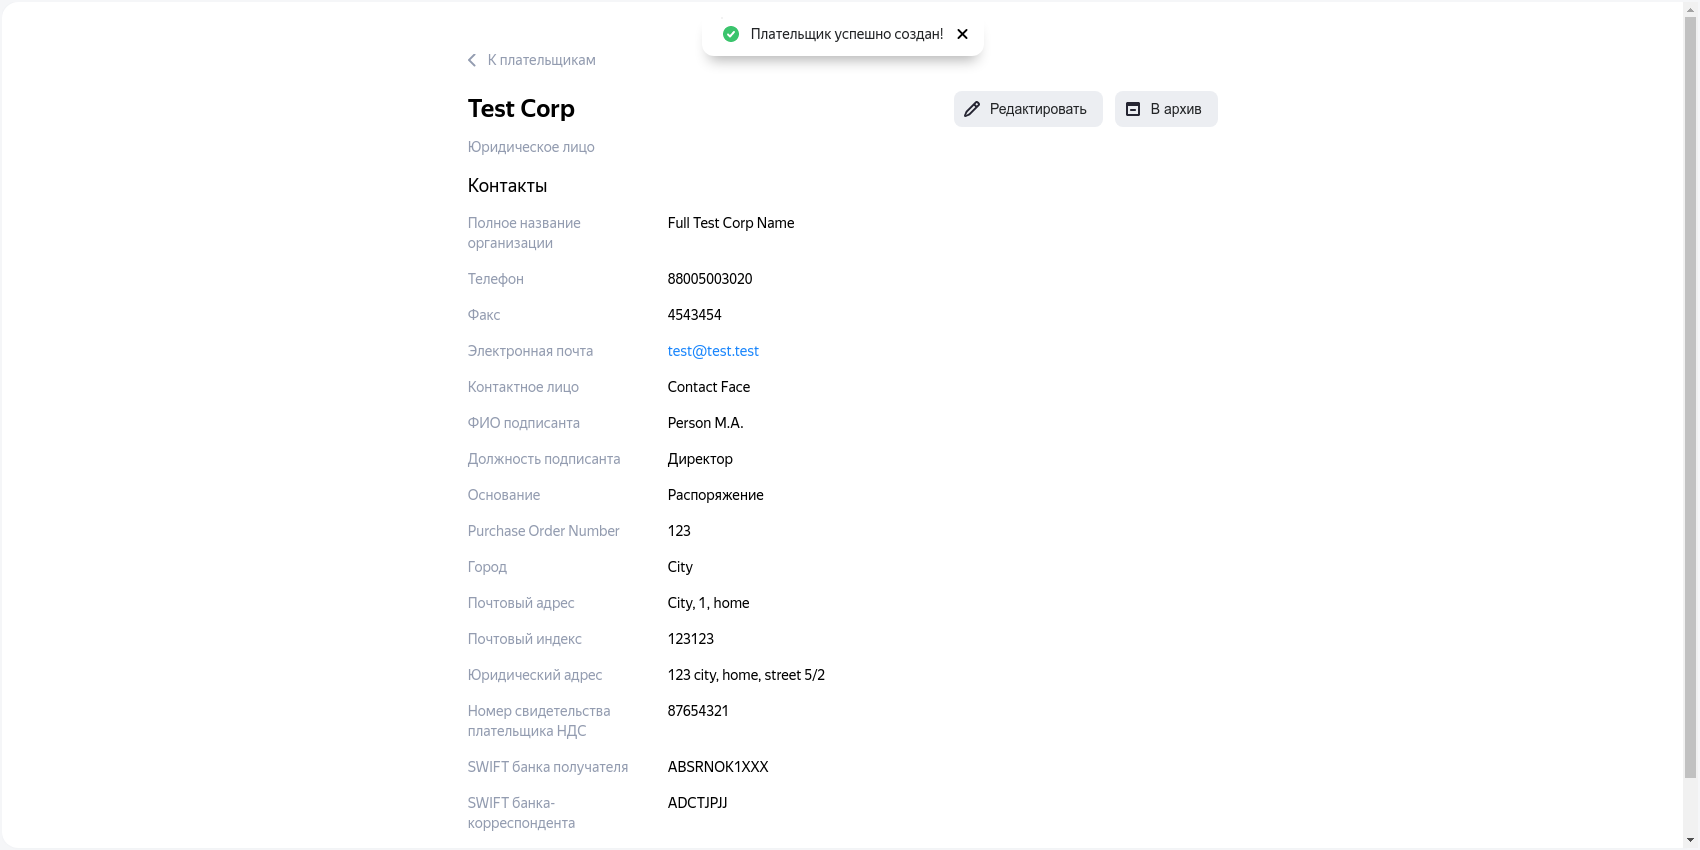 Плательщик успешно создан!
К плательщикам
Test Corp
Редактировать
В архив
Юридическое лицо
Контакты
Полное название
организации
Full Test Corp Name
Телефон
88005003020
Факс
4543454
Электронная почта
test@test.test
Контактное лицо
Contact Face
ФИО подписанта
Person M.A.
Должность подписанта
Директор
Основание
Распоряжение
Purchase Order Number
123
Город
City
Почтовый адрес
City, 1, home
Почтовый индекс
123123
Юридический адрес
123 city, home, street 5/2
Номер свидетельства
плательщика НДС
87654321
SWIFT банка получателя
ABSRNOK1XXX
SWIFT банка-
корреспондента
ADCTJPJJ